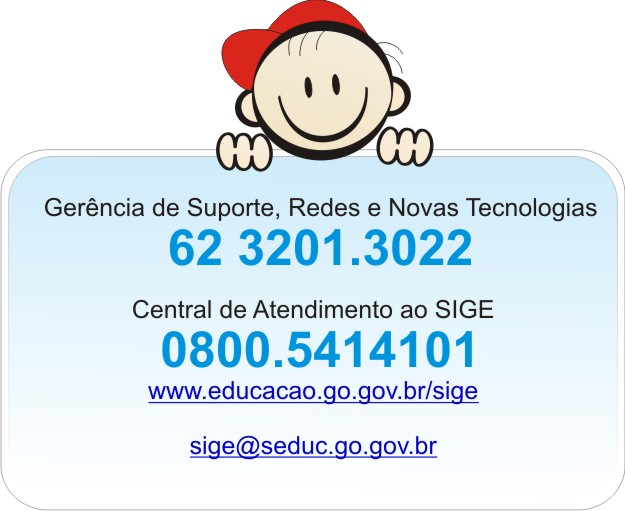 Gerência de Suporte, Redes e Novas Tecnologias
62 3201.3022
Central de Atendimento ao SIGE
0800.5414101
www.educacao.go.gov.br/sige
sige@seduc.go.gov.br